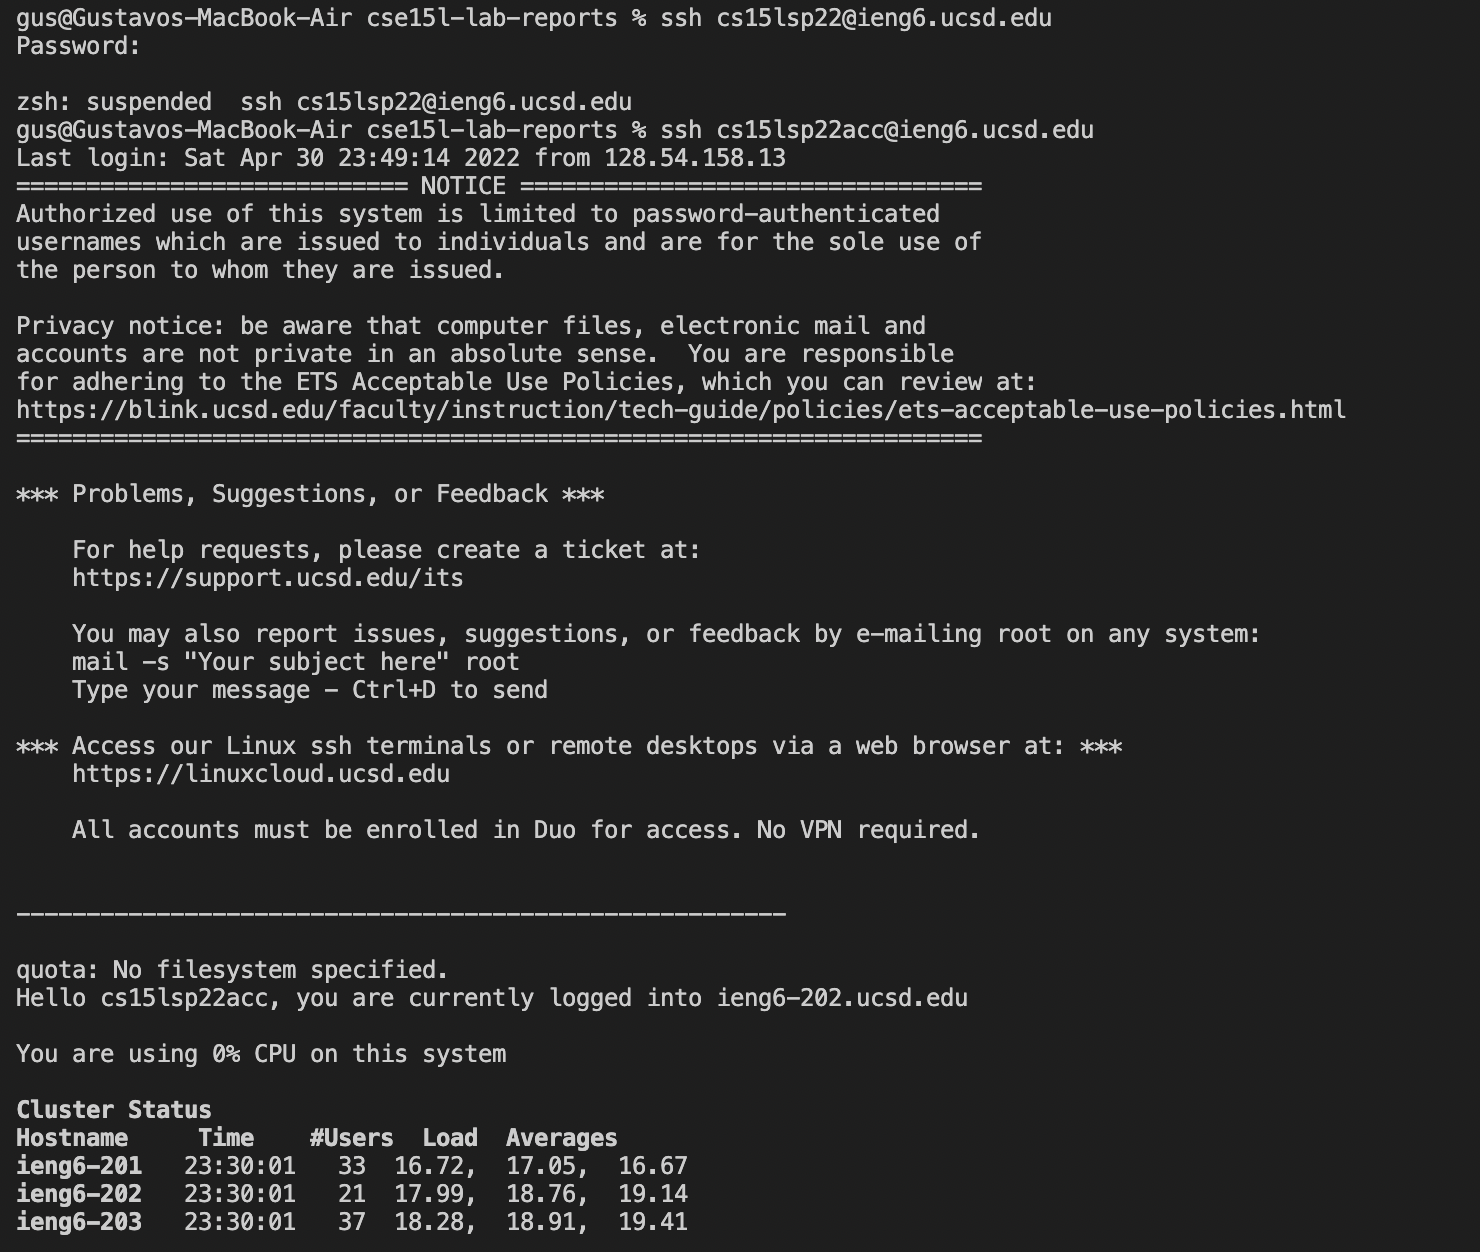 gus@Gustavos-MacBook-Air cse15l-lab-reports % ssh cs15lsp22@ieng6.ucsd.edu
Password:
zsh: suspended  ssh cs15lsp22@ieng6.ucsd.edu
gus@Gustavos-MacBook-Air cse15l-lab-reports % ssh cs15lsp22acc@ieng6.ucsd.edu
Last login: Sat Apr 30 23:49:14 2022 from 128.54.158.13
============================ NOTICE =================================
Authorized use of this system is limited to password-authenticated
usernames which are issued to individuals and are for the sole use of
the person to whom they are issued.
Privacy notice: be aware that computer files, electronic mail and
accounts are not private in an absolute sense.  You are responsible
for adhering to the ETS Acceptable Use Policies, which you can review at:
https://blink.ucsd.edu/faculty/instruction/tech-guide/policies/ets-acceptable-use-policies.html
=====================================================================
*** Problems, Suggestions, or Feedback ***
    For help requests, please create a ticket at:
    https://support.ucsd.edu/its
    You may also report issues, suggestions, or feedback by e-mailing root on any system:
    mail -s "Your subject here" root
    Type your message - Ctrl+D to send
*** Access our Linux ssh terminals or remote desktops via a web browser at: ***
    https://linuxcloud.ucsd.edu
    All accounts must be enrolled in Duo for access. No VPN required.
-------------------------------------------------------
quota: No filesystem specified.
Hello cs15lsp22acc, you are currently logged into ieng6-202.ucsd.edu
You are using 0% CPU on this system
Cluster Status
Hostname     Time    #Users  Load  Averages
ieng6-201   23:30:01   33  16.72,  17.05,  16.67
ieng6-202   23:30:01   21  17.99,  18.76,  19.14
ieng6-203   23:30:01   37  18.28,  18.91,  19.41